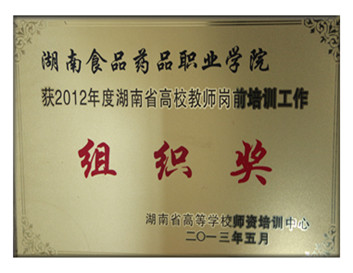 湖南食品药品职业学院
获2012年度湖南省高校教师岗前培训工作
组织奖
湖南省高等学校师资培训中心
二〇一三年五月